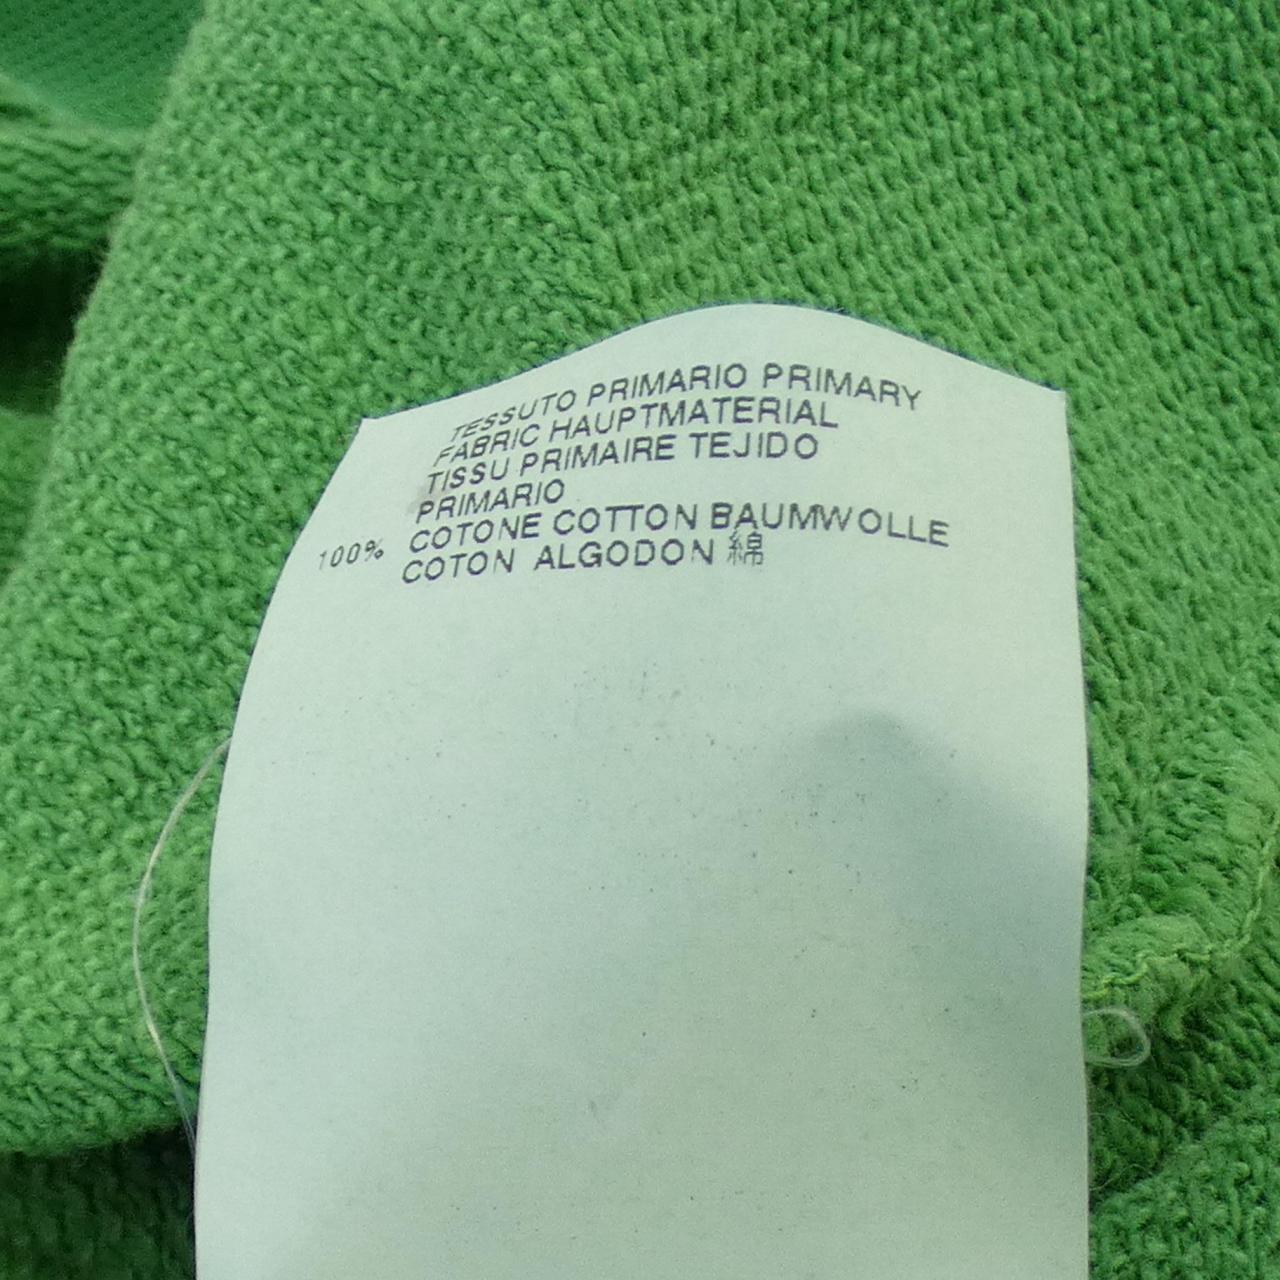 TESSUTO PRIMARIO PRIMARY
FABRIC HAUPTMATERIAL
TISSU PRIMAIRE TEJIDO
PRIMARIO
100% COTONE COTTON BAUMWOLLE
COTON ALGODON 綿